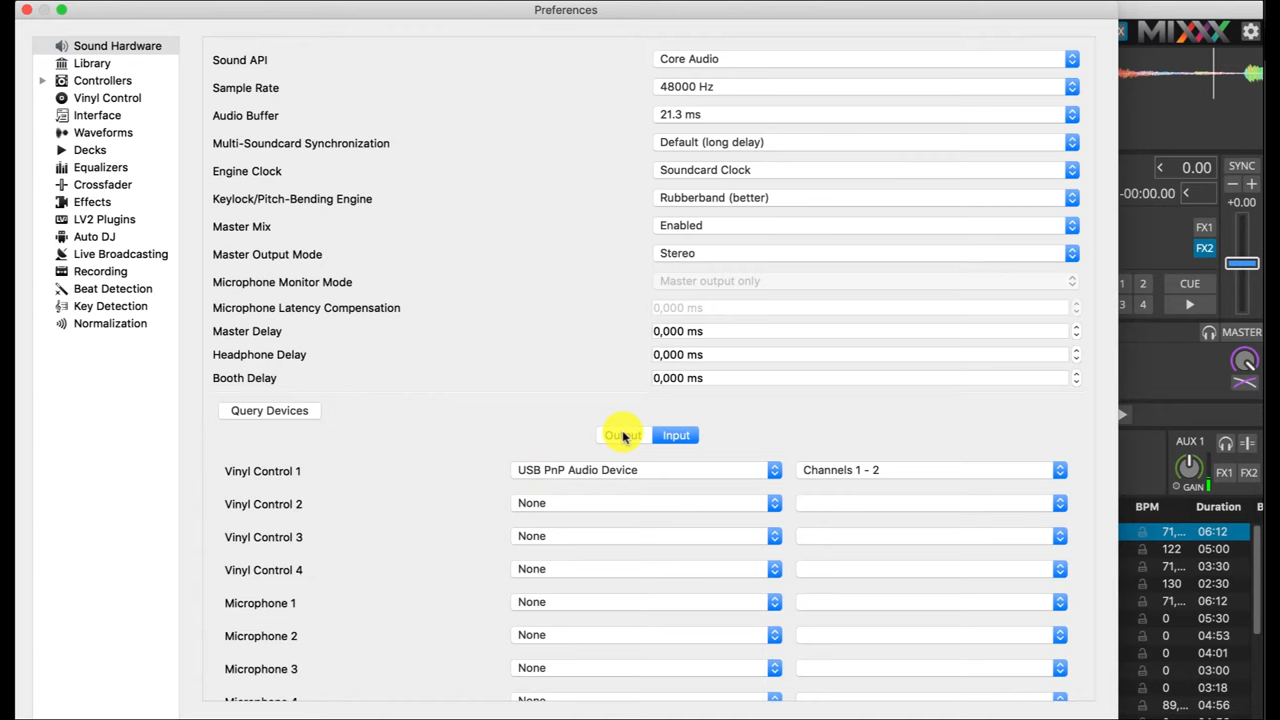 Preferences
Sound Hardware
Library
Controllers
Vinyl Control
Interface
Waveforms
Decks
Equalizers
Crossfader
Effects
LV2 Plugins
Auto DJ
Live Broadcasting
Recording
Beat Detection
Key Detection
Normalization
Sound API Core Audio
Sample Rate 48000 Hz
Audio Buffer 21.3 ms
Multi-Soundcard Synchronization Default (long delay)
Engine Clock Soundcard Clock
Keylock/Pitch-Bending Engine Rubberband (better)
Master Mix Enabled
Master Output Mode Stereo
Microphone Monitor Mode Master output only
Microphone Latency Compensation 0,000 ms
Master Delay 0,000 ms
Headphone Delay 0,000 ms
Booth Delay 0,000 ms
Query Devices
Output Input
Vinyl Control 1 USB PnP Audio Device Channels 1 - 2
Vinyl Control 2 None
Vinyl Control 3 None
Vinyl Control 4 None
Microphone 1 None
Microphone 2 None
Microphone 3 None
Microphone 4 None
MIXXX
0.00 SYNC
-00:00.00
+0.00
FX1
FX2
1 2 CUE
3 4
MASTER
AUX 1
FX1 FX2
GAIN
BPM Duration
71,... 06:12
122 05:00
71,... 03:30
130 02:30
71,... 06:12
0 05:30
0 04:53
0 04:01
0 03:00
0 03:18
89,... 04:56